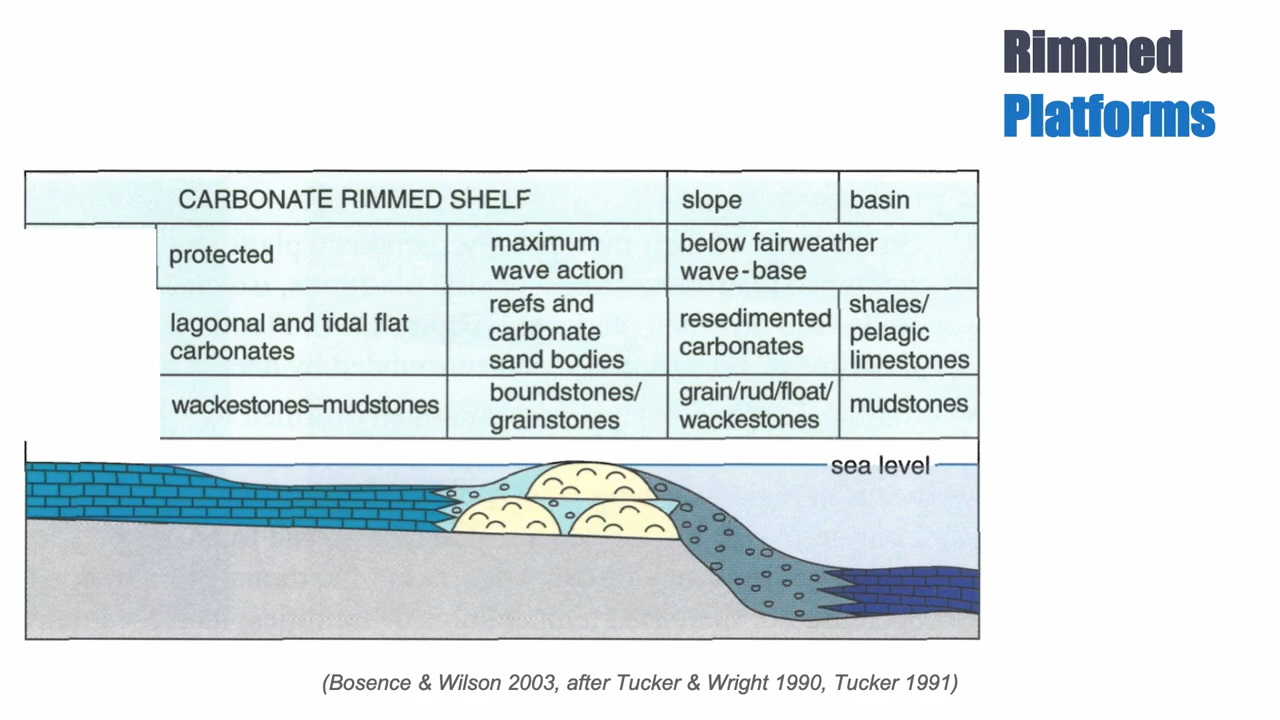 Rimmed
Platforms
CARBONATE RIMMED SHELF
slope
basin
protected
maximum
wave action
below fairweather
wave-base
lagoonal and tidal flat
carbonates
reefs and
carbonate
sand bodies
resedimented
carbonates
shales/
pelagic
limestones
wackestones–mudstones
boundstones/
grainstones
grain/rud/float/
wackestones
mudstones
sea level
(Bosence & Wilson 2003, after Tucker & Wright 1990, Tucker 1991)